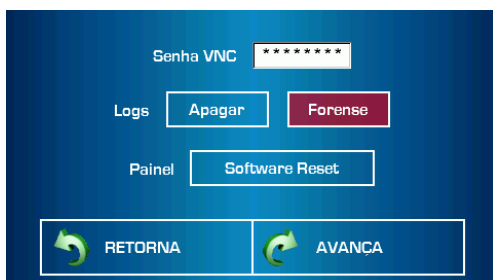 Senha VNC ********
Logs Apagar Forense
Painel Software Reset
RETORNA AVANÇA